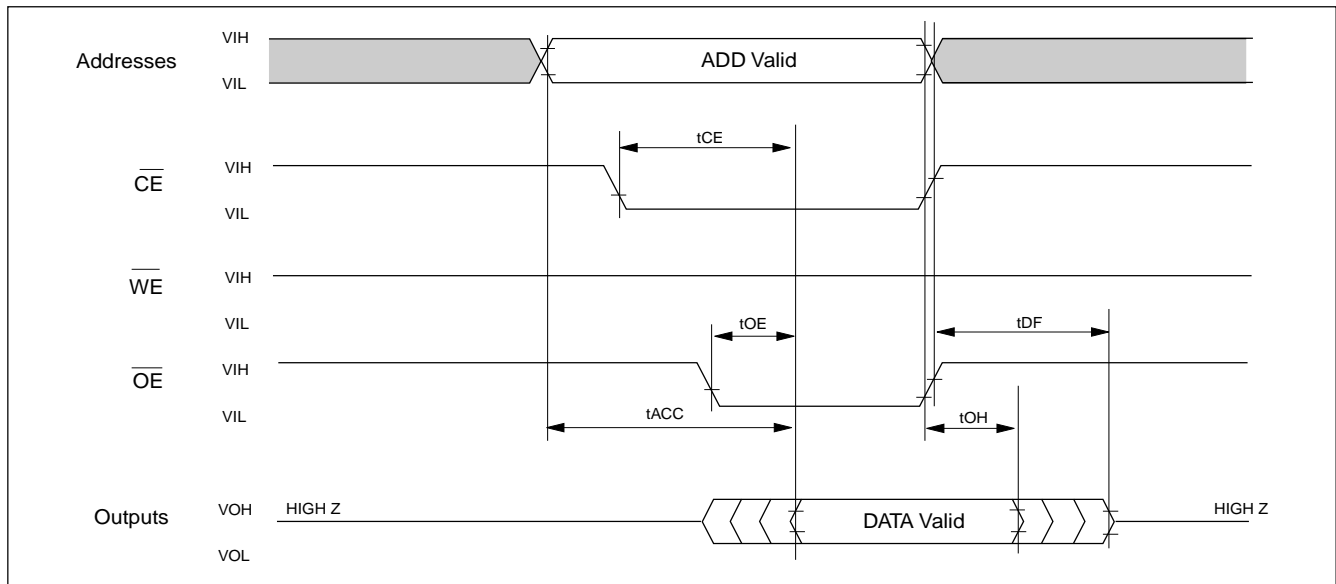 VIH
Addresses
ADD Valid
VIL
tCE
VIH
CE
VIL
VIH
WE
VIL
tOE
tDF
VIH
OE
VIL
tACC
tOH
VOH
HIGH Z
Outputs
DATA Valid
HIGH Z
VOL